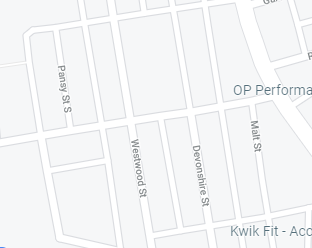 Pansy St S
OP Performa
Malt St
Westwood St
Devonshire St
Kwik Fit - Acc